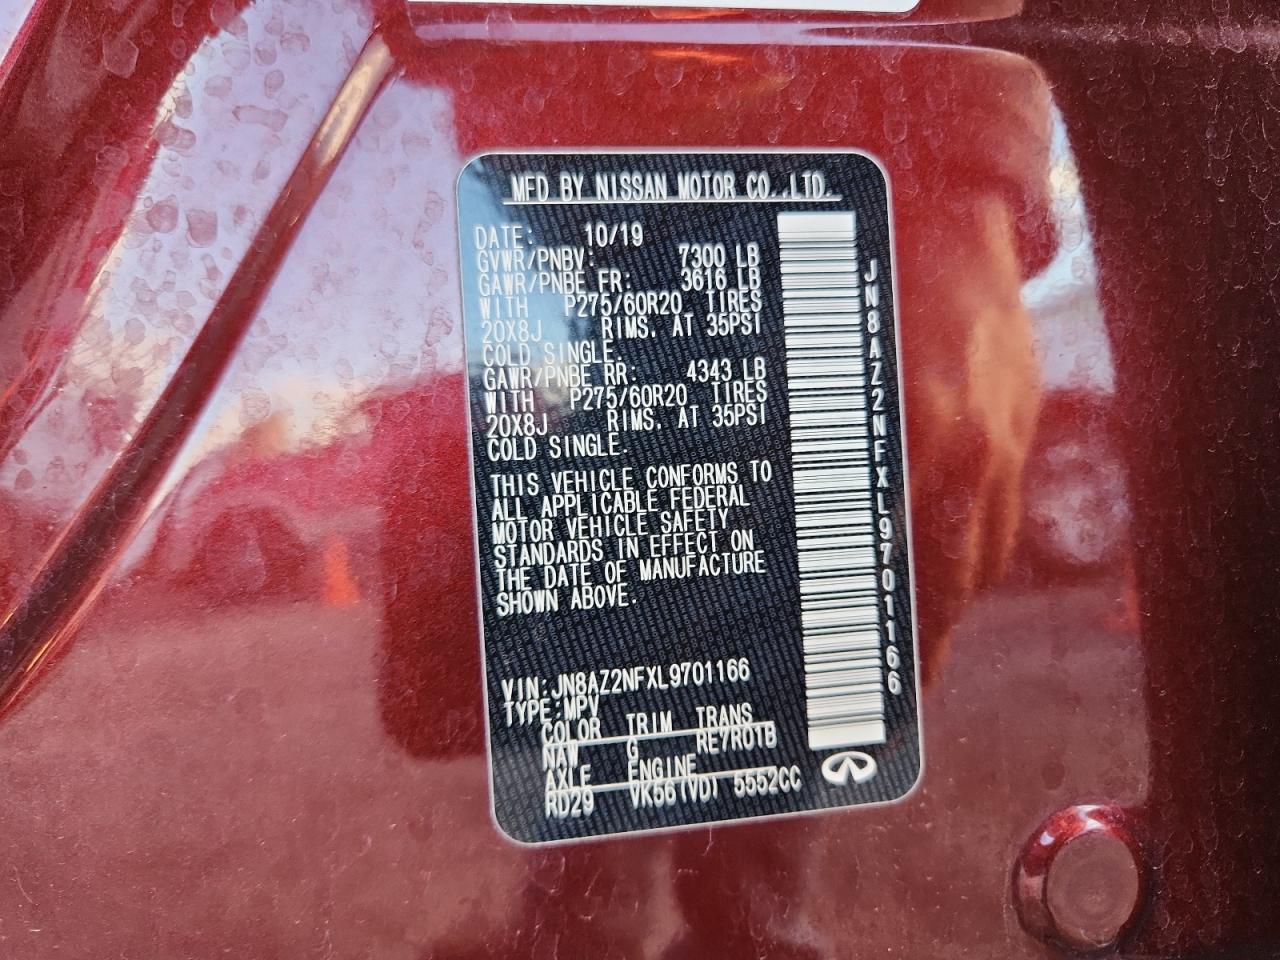 MFD BY NISSAN MOTOR CO.,LTD.
DATE: 10/19
GVWR/PNBV: 7300 LB
GAWR/PNBE FR: 3616 LB
WITH P275/60R20 TIRES
20X8J RIMS. AT 35PSI
COLD SINGLE.
GAWR/PNBE RR: 4343 LB
WITH P275/60R20 TIRES
20X8J RIMS. AT 35PSI
COLD SINGLE.
THIS VEHICLE CONFORMS TO
ALL APPLICABLE FEDERAL
MOTOR VEHICLE SAFETY
STANDARDS IN EFFECT ON
THE DATE OF MANUFACTURE
SHOWN ABOVE.
VIN:JN8AZ2NFXL9701166
TYPE:MPV
COLOR TRIM TRANS
NAW G RE7R01B
AXLE ENGINE
RD29 VK56(VD) 5552CC
JN8AZ2NFXL9701166